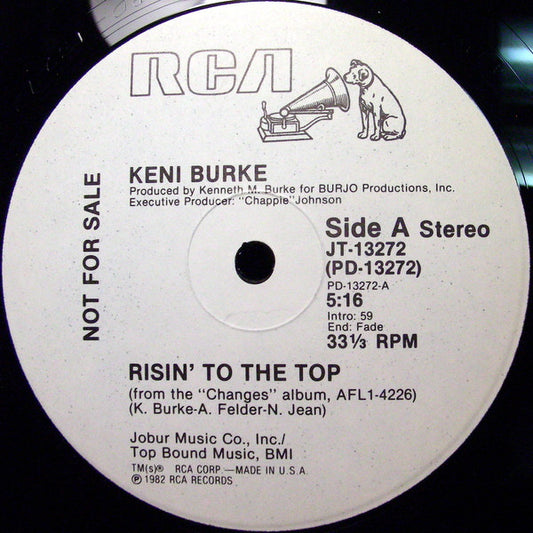 RCA
KENI BURKE
Produced by Kenneth M. Burke for BURJO Productions, Inc.
Executive Producer: "Chappie"Johnson
NOT FOR SALE
Side A Stereo
JT-13272
(PD-13272)
PD-13272-A
5:16
Intro: 59
End: Fade
33⅓ RPM
RISIN' TO THE TOP
(from the "Changes" album, AFL1-4226)
(K. Burke-A. Felder-N. Jean)
Jobur Music Co., Inc./
Top Bound Music, BMI
TM(s)® RCA CORP.—MADE IN U.S.A.
℗ 1982 RCA RECORDS